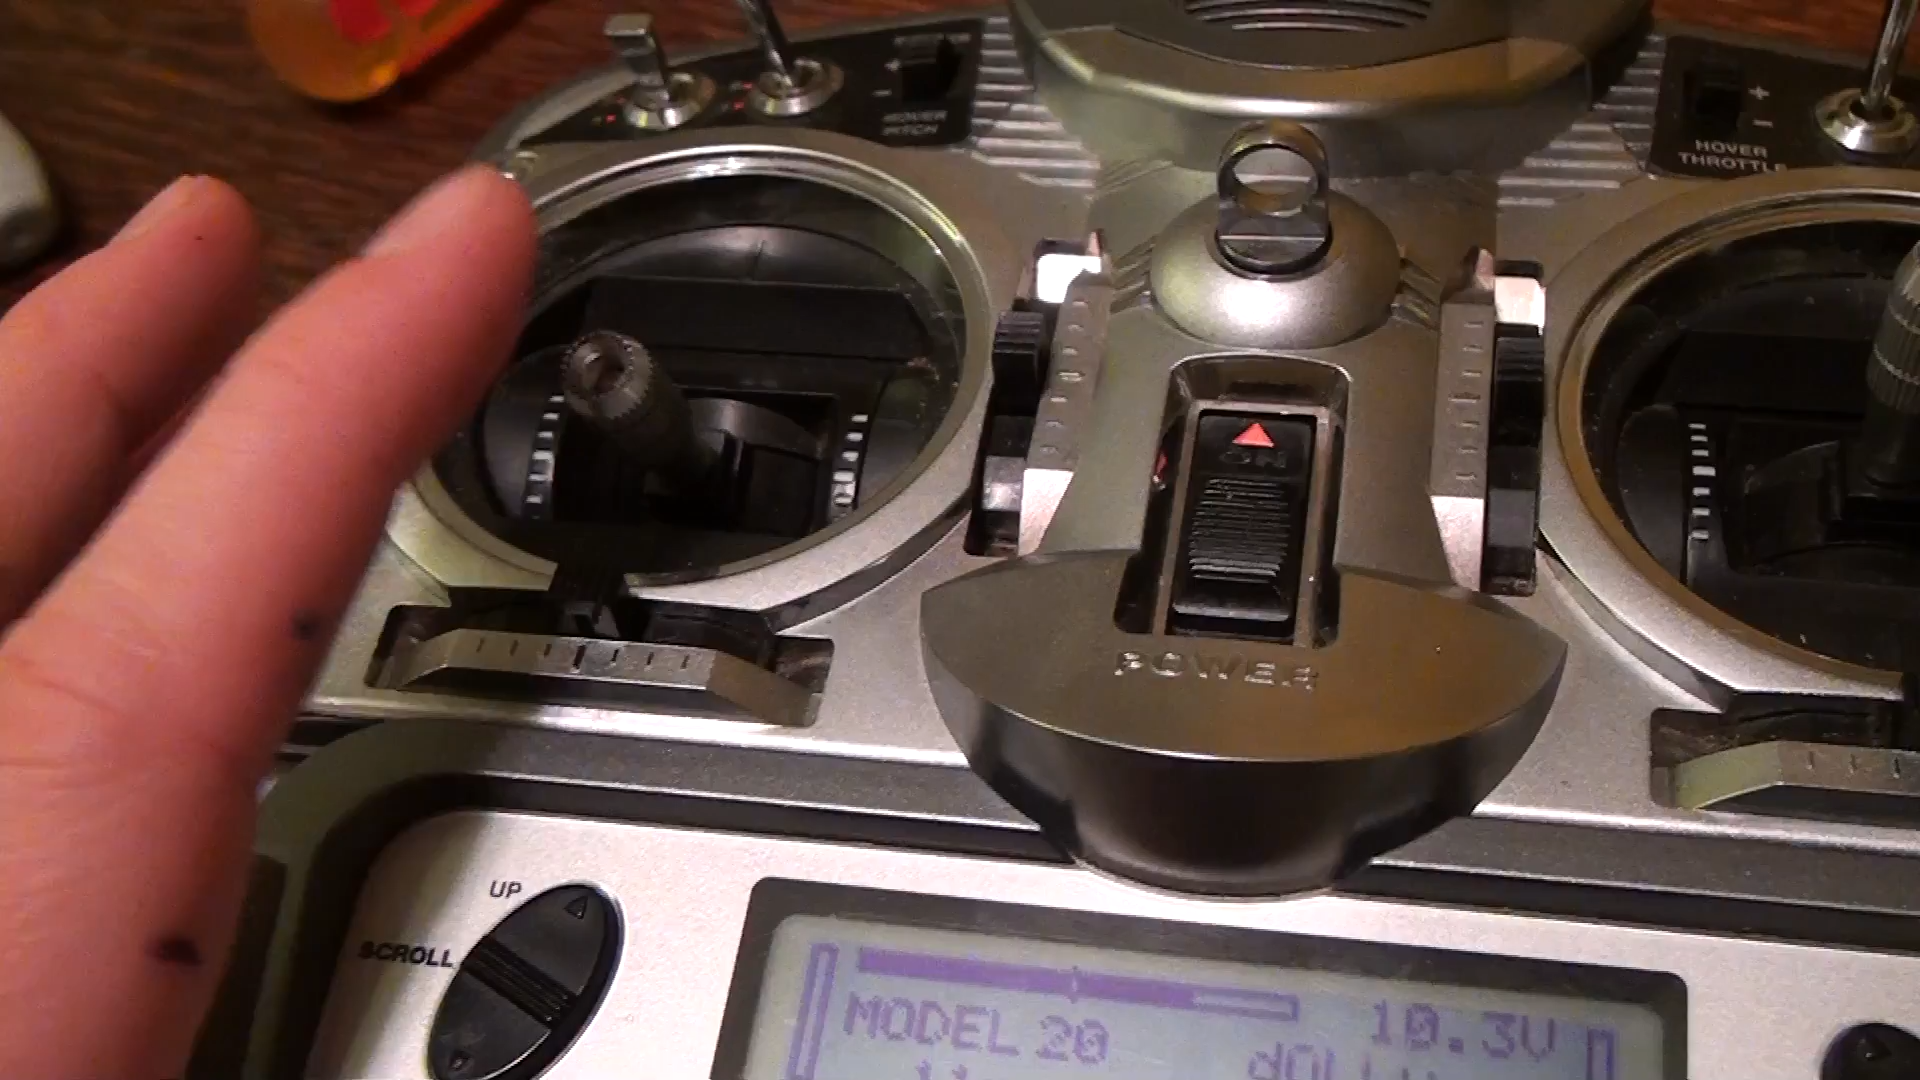 HOVER
PITCH
+
-
HOVER
THROTTLE
ON
POWER
UP
SCROLL
MODEL 20
10.3V